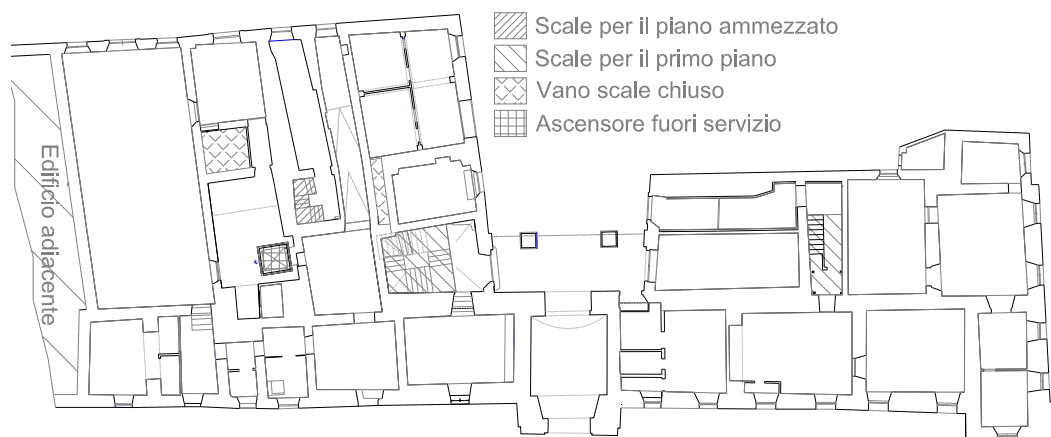 Scale per il piano ammezzato
Scale per il primo piano
Vano scale chiuso
Ascensore fuori servizio
Edificio adiacente